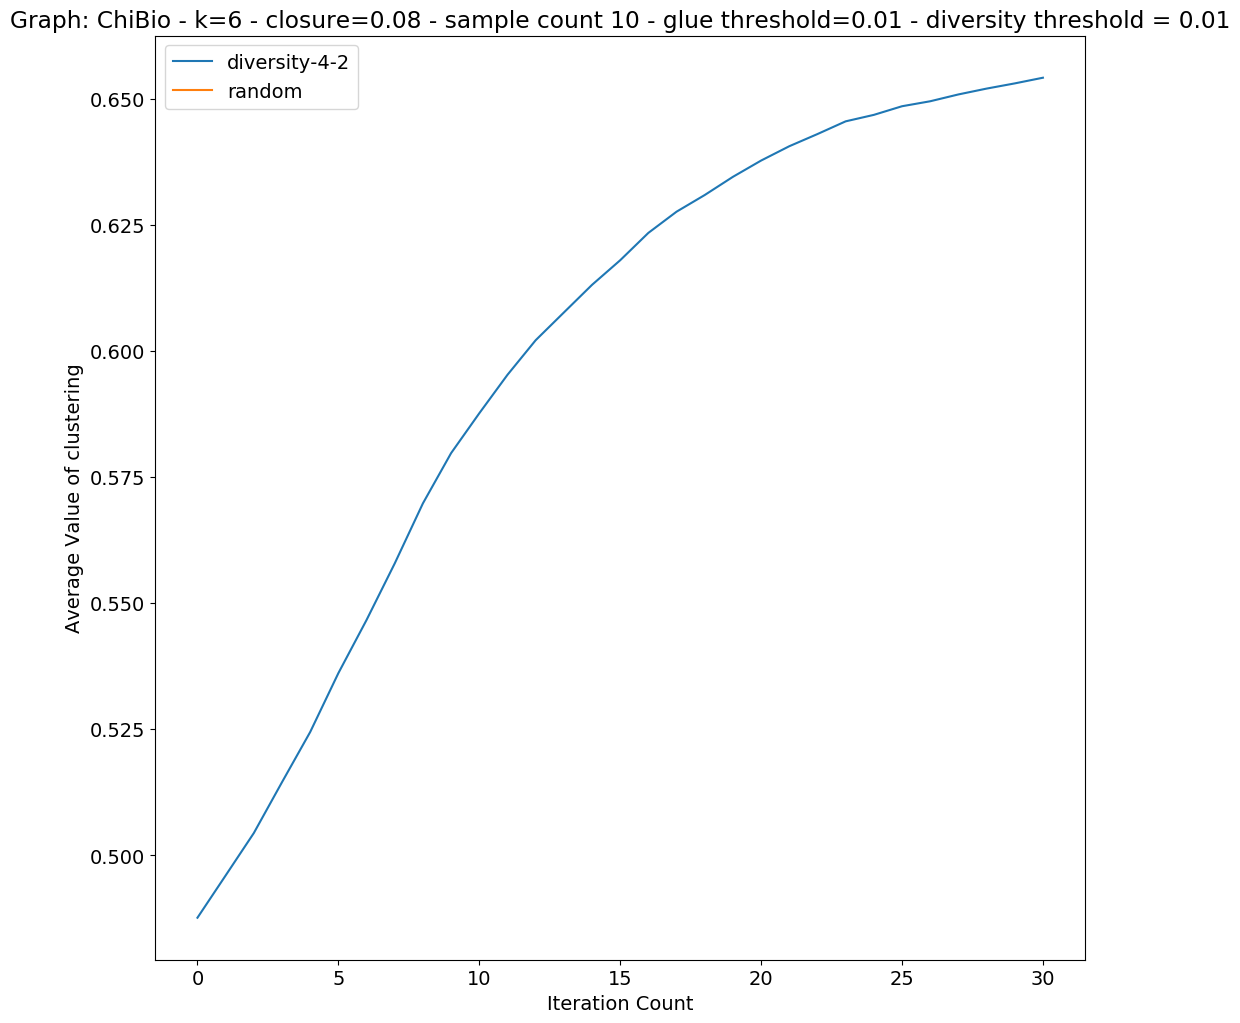 Graph: ChiBio - k=6 - closure=0.08 - sample count 10 - glue threshold=0.01 - diversity threshold = 0.01
diversity-4-2
random
0.650
0.625
0.600
0.575
0.550
0.525
0.500
Average Value of clustering
0 5 10 15 20 25 30
Iteration Count